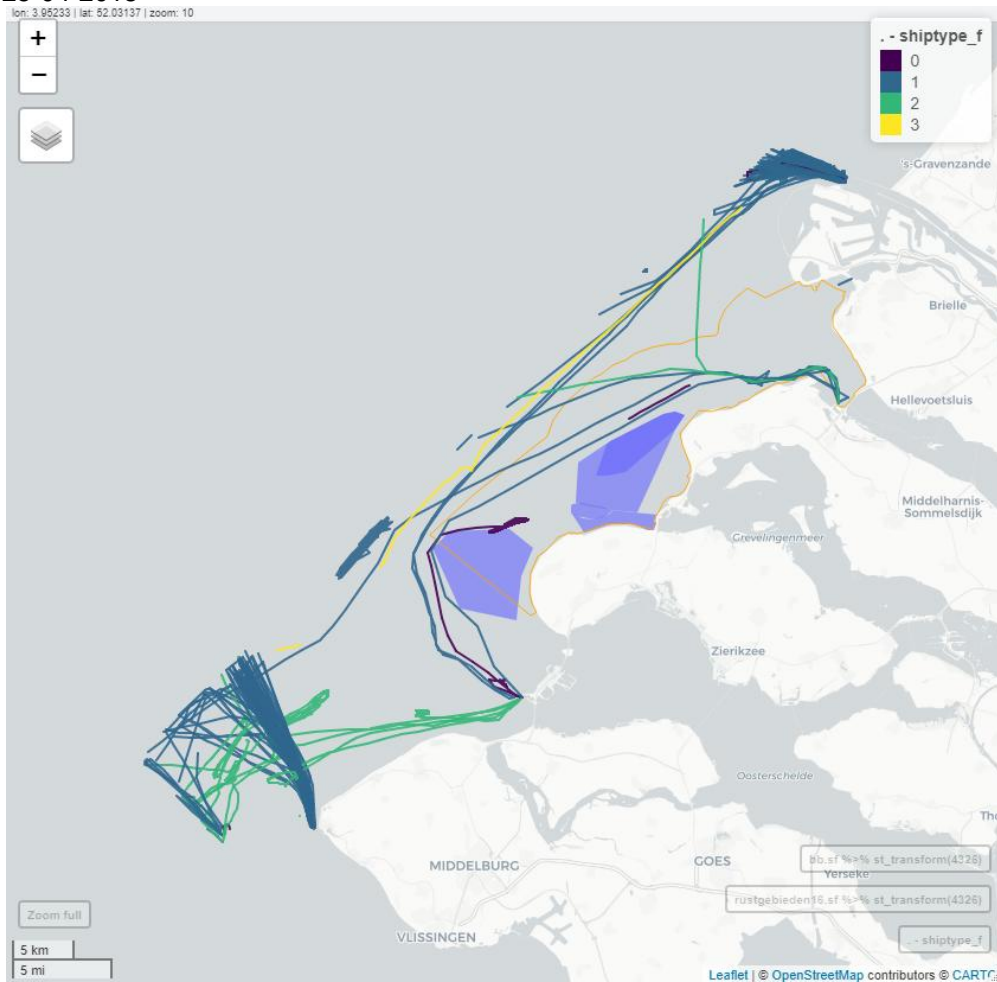 lon: 3.95233 | lat: 52.03137 | zoom: 10
+
−
. - shiptype_f
0
1
2
3
's-Gravenzande
Brielle
Hellevoetsluis
Middelharnis-
Sommelsdijk
Grevelingenmeer
Zierikzee
Oosterschelde
MIDDELBURG
GOES
bb.sf %>% st_transform(4326)
Yerseke
rustgebieden16.sf %>% st_transform(4326)
Zoom full
VLISSINGEN
. - shiptype_f
5 km
5 mi
Leaflet | © OpenStreetMap contributors © CARTO